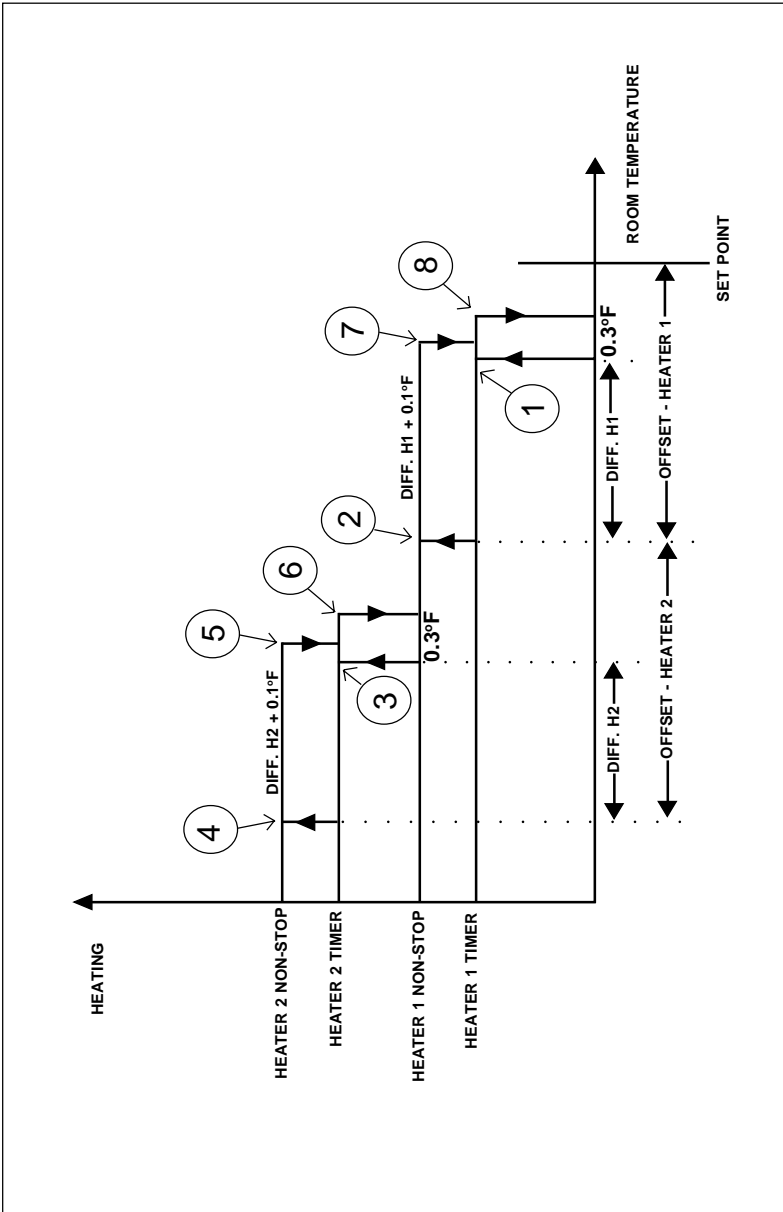 HEATING
HEATER 2 NON-STOP
HEATER 2 TIMER
HEATER 1 NON-STOP
HEATER 1 TIMER
4
DIFF. H2 + 0.1°F
5
3
6
0.3°F
2
DIFF. H1 + 0.1°F
7
1
8
0.3°F
ROOM TEMPERATURE
DIFF. H2
DIFF. H1
OFFSET - HEATER 2
OFFSET - HEATER 1
SET POINT